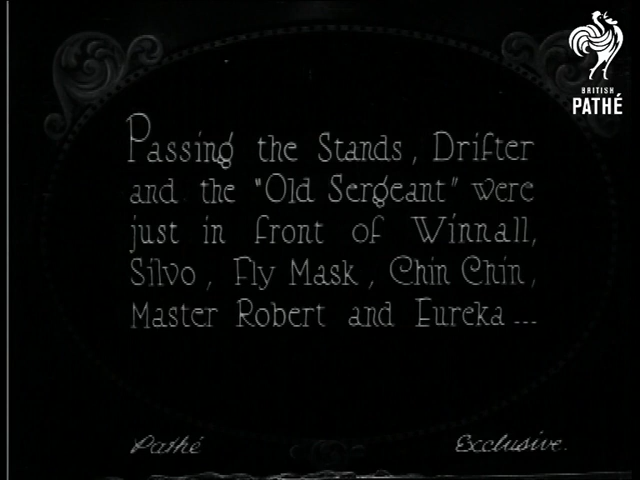 BRITISH
PATHÉ
Passing the Stands, Drifter
and the "Old Sergeant" were
just in front of Winnall,
Silvo, Fly Mask, Chin Chin,
Master Robert and Eureka ...
Pathé Exclusive.